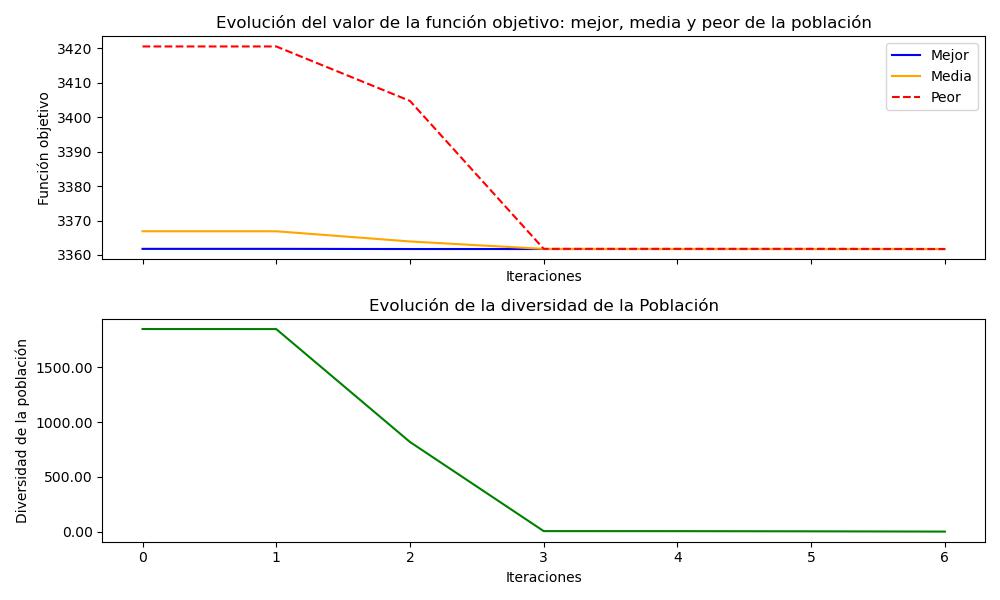 Evolución del valor de la función objetivo: mejor, media y peor de la población
Función objetivo
3420
3410
3400
3390
3380
3370
3360
Mejor
Media
Peor
Iteraciones
Evolución de la diversidad de la Población
Diversidad de la población
1500.00
1000.00
500.00
0.00
0 1 2 3 4 5 6
Iteraciones